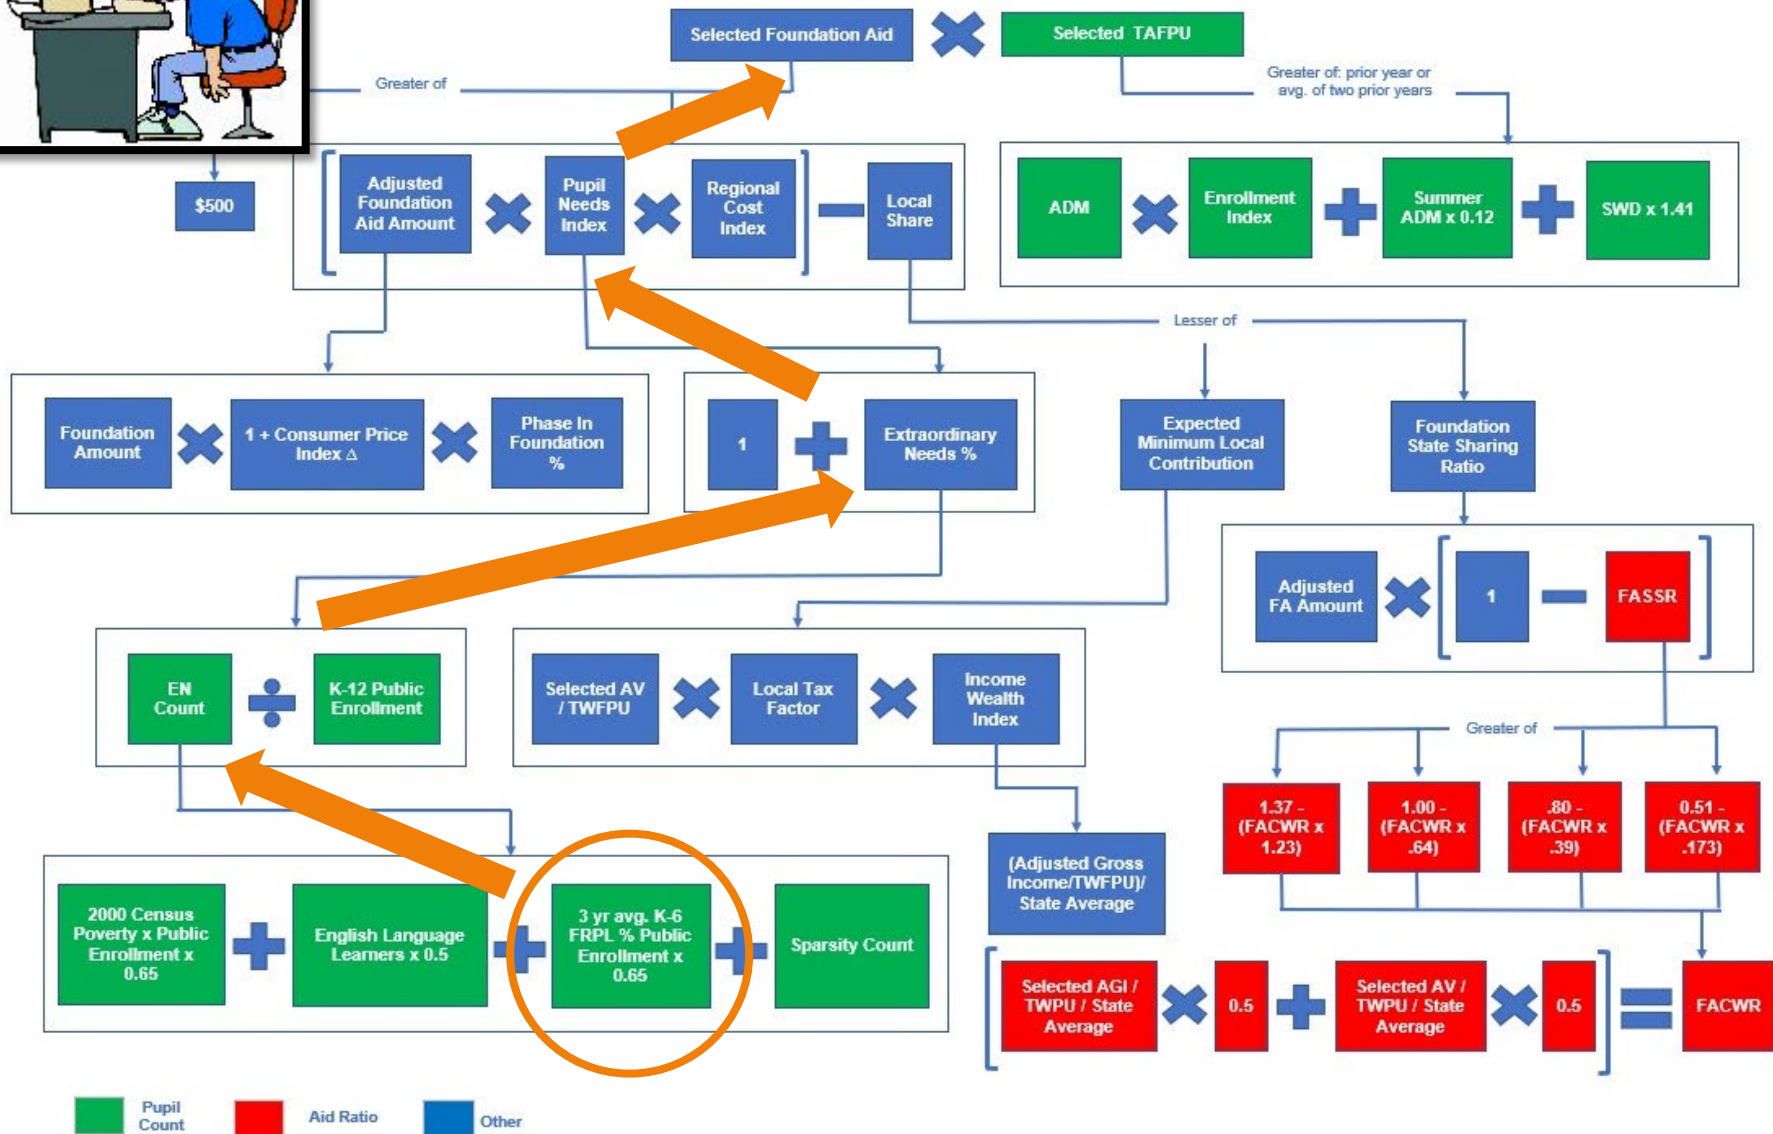 Selected Foundation Aid
Selected TAFPU
Greater of
Greater of: prior year or
avg. of two prior years
$500
Adjusted
Foundation
Aid Amount
Pupil
Needs
Index
Regional
Cost
Index
Local
Share
ADM
Enrollment
Index
Summer
ADM x 0.12
SWD x 1.41
Lesser of
Foundation
Amount
1 + Consumer Price
Index Δ
Phase In
Foundation
%
1
Extraordinary
Needs %
Expected
Minimum Local
Contribution
Foundation
State Sharing
Ratio
Adjusted
FA Amount
1
FASSR
EN
Count
K-12 Public
Enrollment
Selected AV
/ TWFPU
Local Tax
Factor
Income
Wealth
Index
Greater of
1.37 -
(FACWR x
1.23)
1.00 -
(FACWR x
.64)
.80 -
(FACWR x
.39)
0.51 -
(FACWR x
.173)
(Adjusted Gross
Income/TWFPU)/
State Average
2000 Census
Poverty x Public
Enrollment x
0.65
English Language
Learners x 0.5
3 yr avg. K-6
FRPL % Public
Enrollment x
0.65
Sparsity Count
Selected AGI /
TWPU / State
Average
0.5
Selected AV /
TWPU / State
Average
0.5
FACWR
Pupil
Count
Aid Ratio
Other